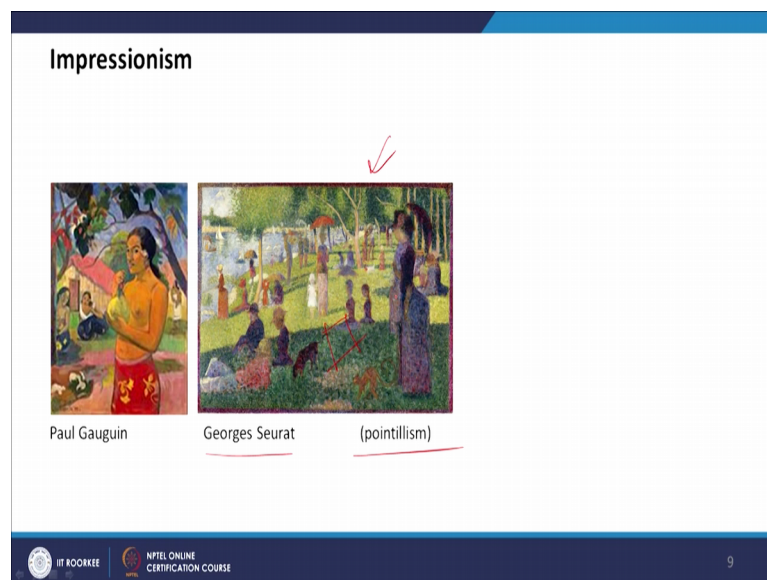 Impressionism
Paul Gauguin
Georges Seurat (pointillism)
IIT ROORKEE
NPTEL ONLINE
CERTIFICATION COURSE
9